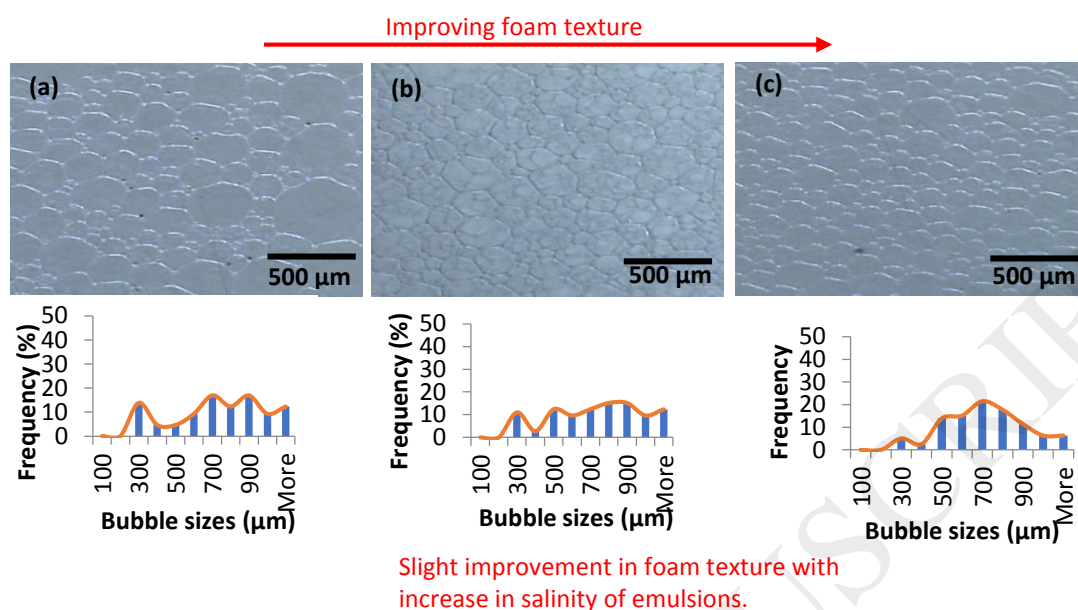 Improving foam texture
(a)
(b)
(c)
500 µm
500 µm
500 µm
Frequency (%)
50
40
30
20
10
0
100
300
500
700
900
More
Bubble sizes (µm)
Frequency (%)
50
40
30
20
10
0
100
300
500
700
900
More
Bubble sizes (µm)
Frequency
50
40
30
20
10
0
100
300
500
700
900
More
Bubble sizes (µm)
Slight improvement in foam texture with
increase in salinity of emulsions.